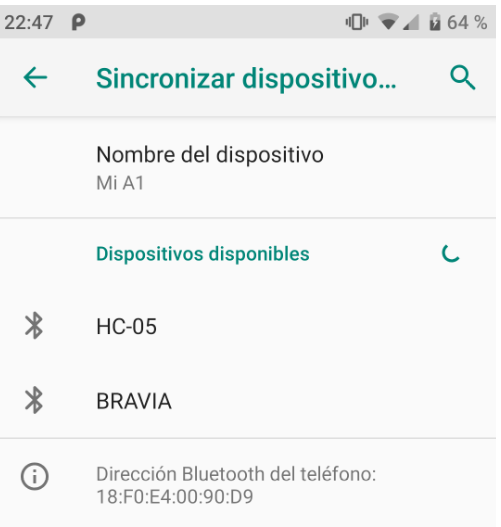 22:47 64 %
Sincronizar dispositivo...
Nombre del dispositivo
Mi A1
Dispositivos disponibles
HC-05
BRAVIA
Dirección Bluetooth del teléfono:
18:F0:E4:00:90:D9